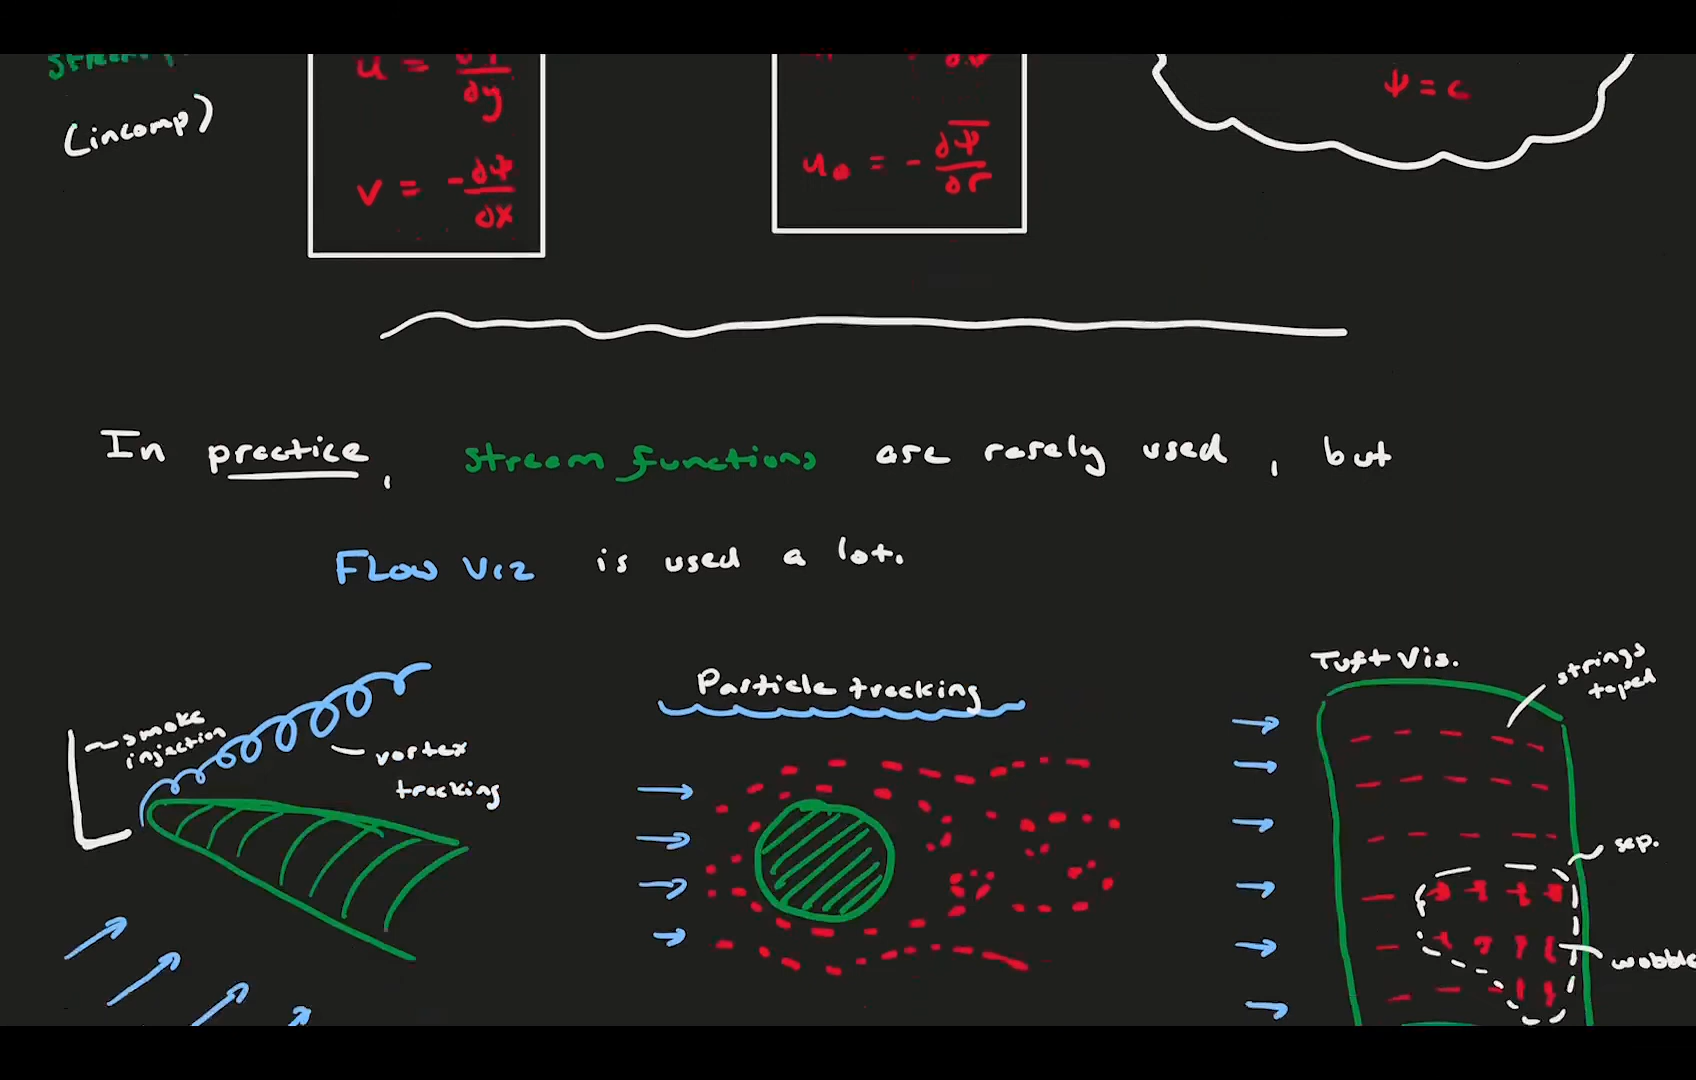 (incomp)
u = ∂Ψ/∂y
v = -∂Ψ/∂x
u_θ = -∂Ψ/∂r
Ψ = c
In practice, stream functions are rarely used, but
Flow Viz is used a lot.
smoke
injection
vortex
tracking
Particle tracking
Tuft Vis.
strings
taped
sep.
wobble